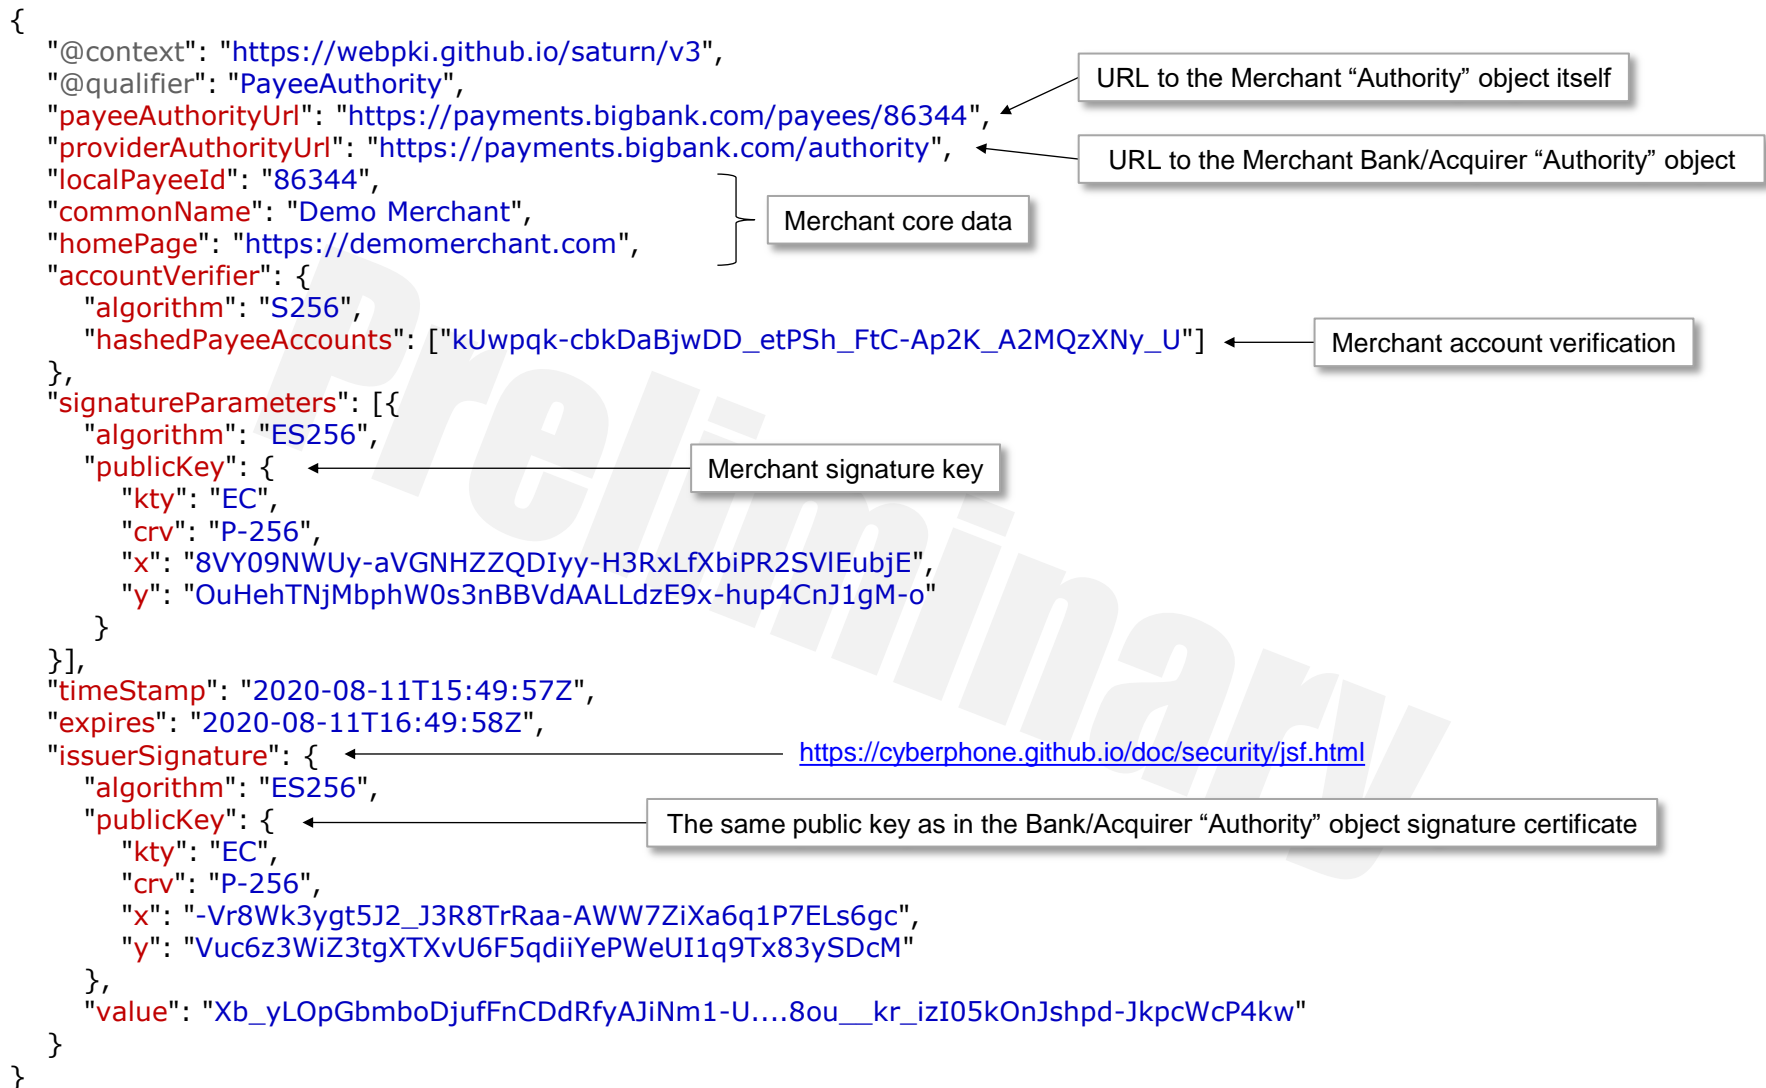 {
"@context": "https://webpki.github.io/saturn/v3",
"@qualifier": "PayeeAuthority",
URL to the Merchant “Authority” object itself
"payeeAuthorityUrl": "https://payments.bigbank.com/payees/86344",
"providerAuthorityUrl": "https://payments.bigbank.com/authority",
URL to the Merchant Bank/Acquirer “Authority” object
"localPayeeId": "86344",
"commonName": "Demo Merchant",
Merchant core data
"homePage": "https://demomerchant.com",
"accountVerifier": {
"algorithm": "S256",
"hashedPayeeAccounts": ["kUwpqk-cbkDaBjwDD_etPSh_FtC-Ap2K_A2MQzXNy_U"]
Merchant account verification
},
"signatureParameters": [{
"algorithm": "ES256",
"publicKey": {
Merchant signature key
"kty": "EC",
"crv": "P-256",
"x": "8VY09NWUy-aVGNHZZQDIyy-H3RxLfXbiPR2SVlEubjE",
"y": "OuHehTNjMbphW0s3nBBVdAALLdzE9x-hup4CnJ1gM-o"
}
}],
"timeStamp": "2020-08-11T15:49:57Z",
"expires": "2020-08-11T16:49:58Z",
"issuerSignature": {
https://cyberphone.github.io/doc/security/jsf.html
"algorithm": "ES256",
"publicKey": {
The same public key as in the Bank/Acquirer “Authority” object signature certificate
"kty": "EC",
"crv": "P-256",
"x": "-Vr8Wk3ygt5J2_J3R8TrRaa-AWW7ZiXa6q1P7ELs6gc",
"y": "Vuc6z3WiZ3tgXTXvU6F5qdiiYePWeUI1q9Tx83ySDcM"
},
"value": "Xb_yLOpGbmboDjufFnCDdRfyAJiNm1-U....8ou__kr_izI05kOnJshpd-JkpcWcP4kw"
}
}
Preliminary